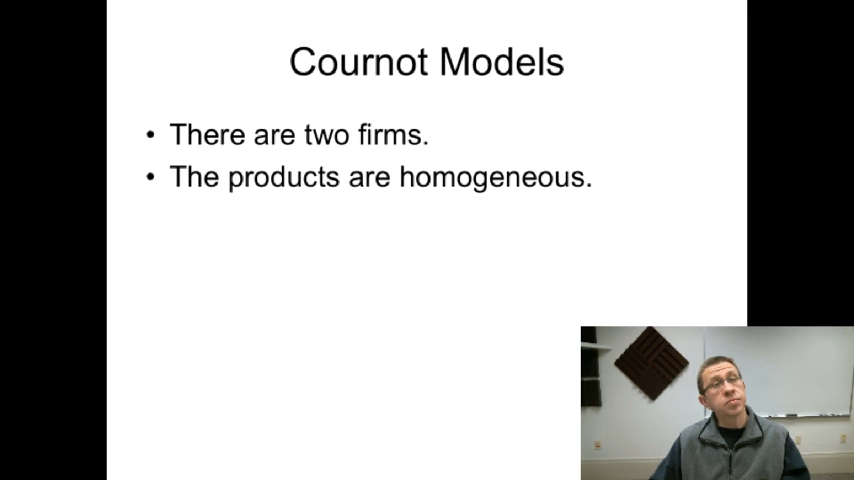 Cournot Models
• There are two firms.
• The products are homogeneous.